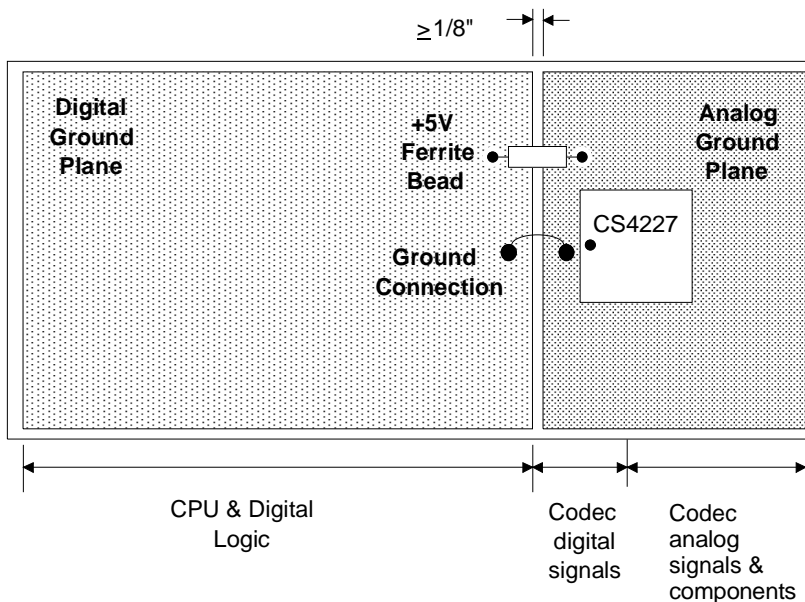 ≥1/8"
Digital
Ground
Plane
+5V
Ferrite
Bead
Analog
Ground
Plane
CS4227
Ground
Connection
CPU & Digital
Logic
Codec
digital
signals
Codec
analog
signals &
components